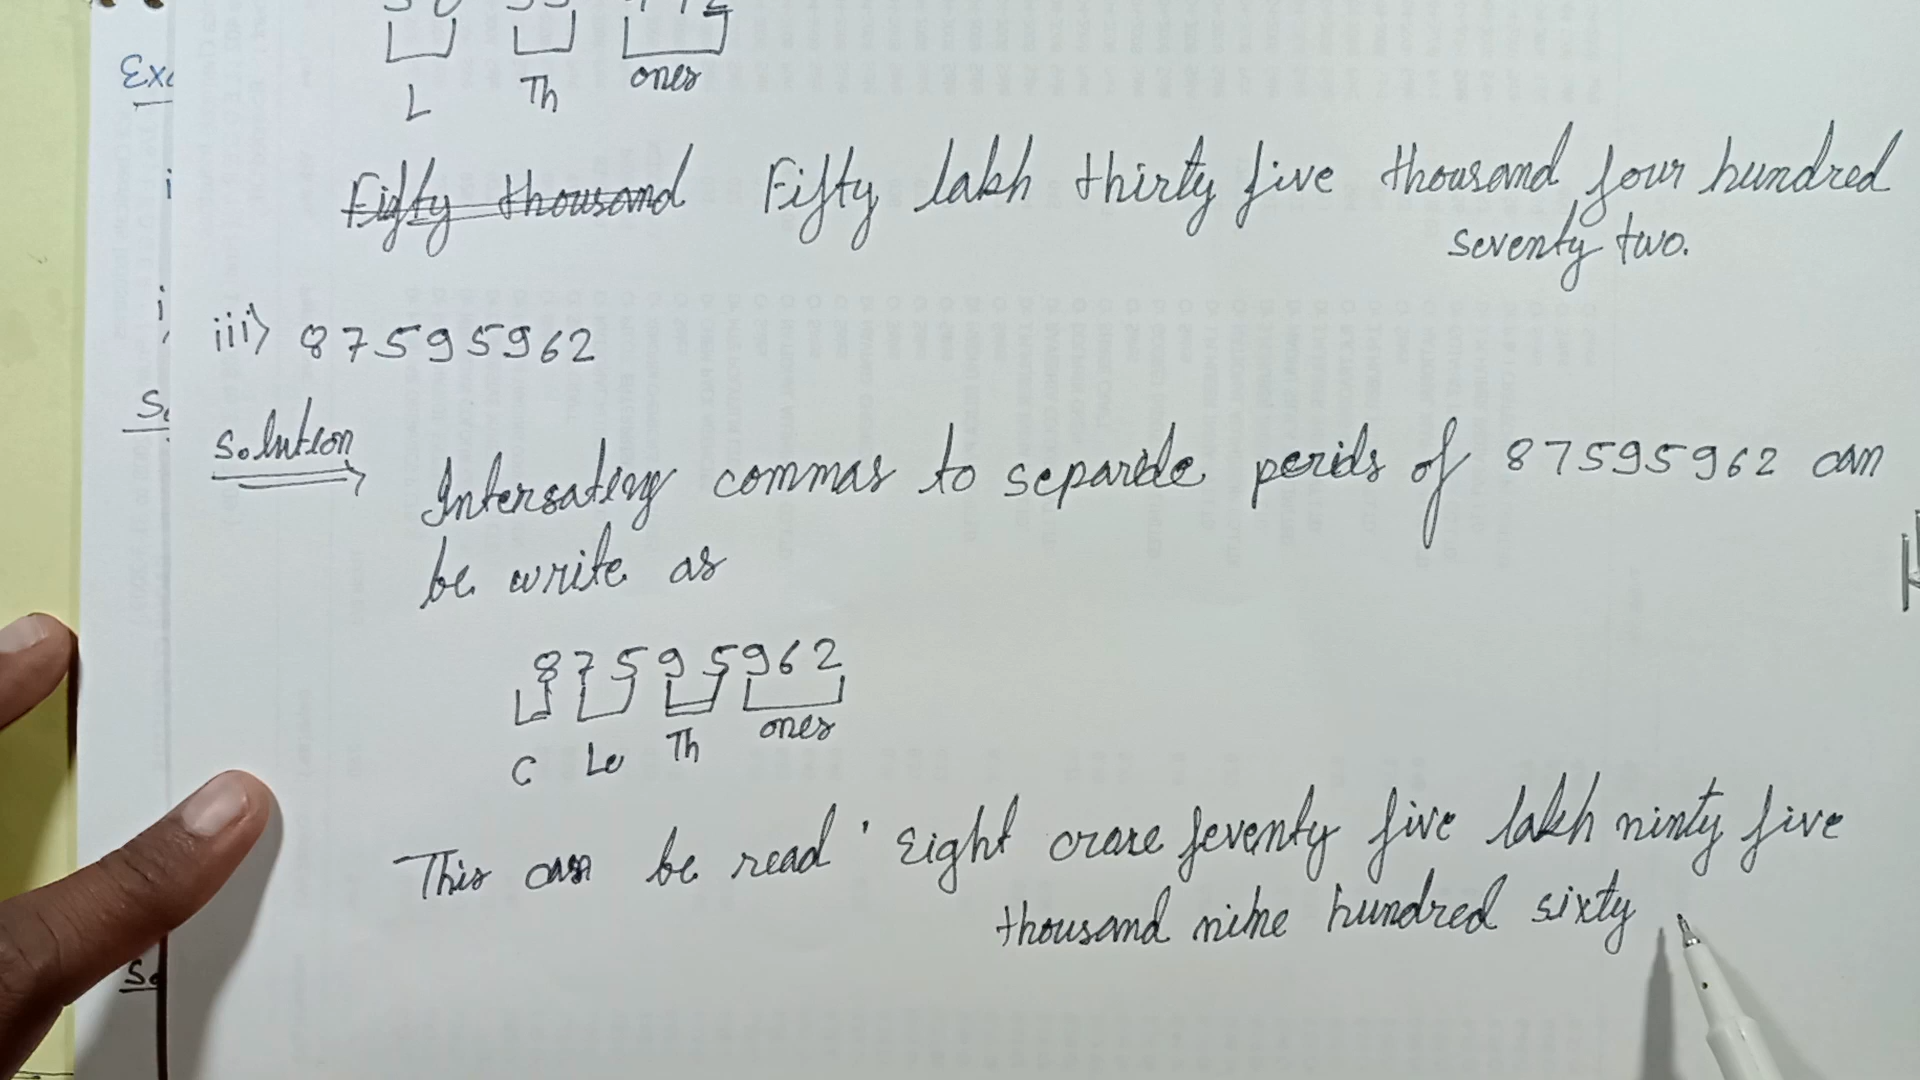 L Th ones
Fifty thousand Fifty lakh thirty five thousand four hundred
seventy two.
iii) 87595962
Solution
Intersateng commas to separate perids of 87595962 can
be write as
87595962
C La Th ones
This can be read ' Eight crore seventy five lakh ninty five
thousand nine hundred sixty